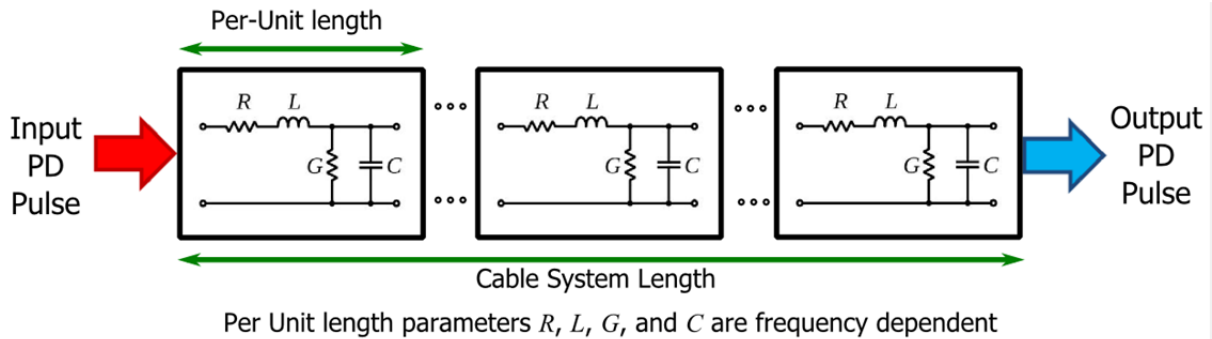 Per-Unit length
Input
PD
Pulse
R L
G C
R L
G C
R L
G C
Output
PD
Pulse
Cable System Length
Per Unit length parameters R, L, G, and C are frequency dependent